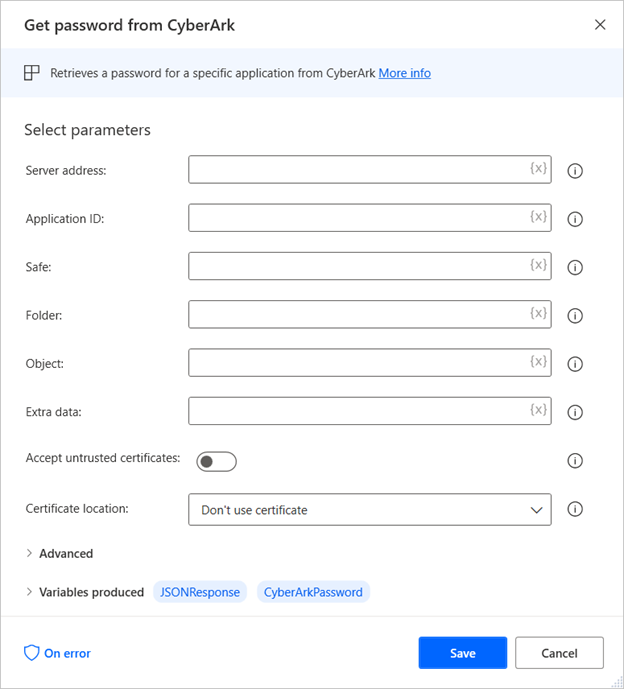 Get password from CyberArk
Retrieves a password for a specific application from CyberArk More info
Select parameters
Server address: {x}
Application ID: {x}
Safe: {x}
Folder: {x}
Object: {x}
Extra data: {x}
Accept untrusted certificates:
Certificate location: Don't use certificate
Advanced
Variables produced JSONResponse CyberArkPassword
On error Save Cancel